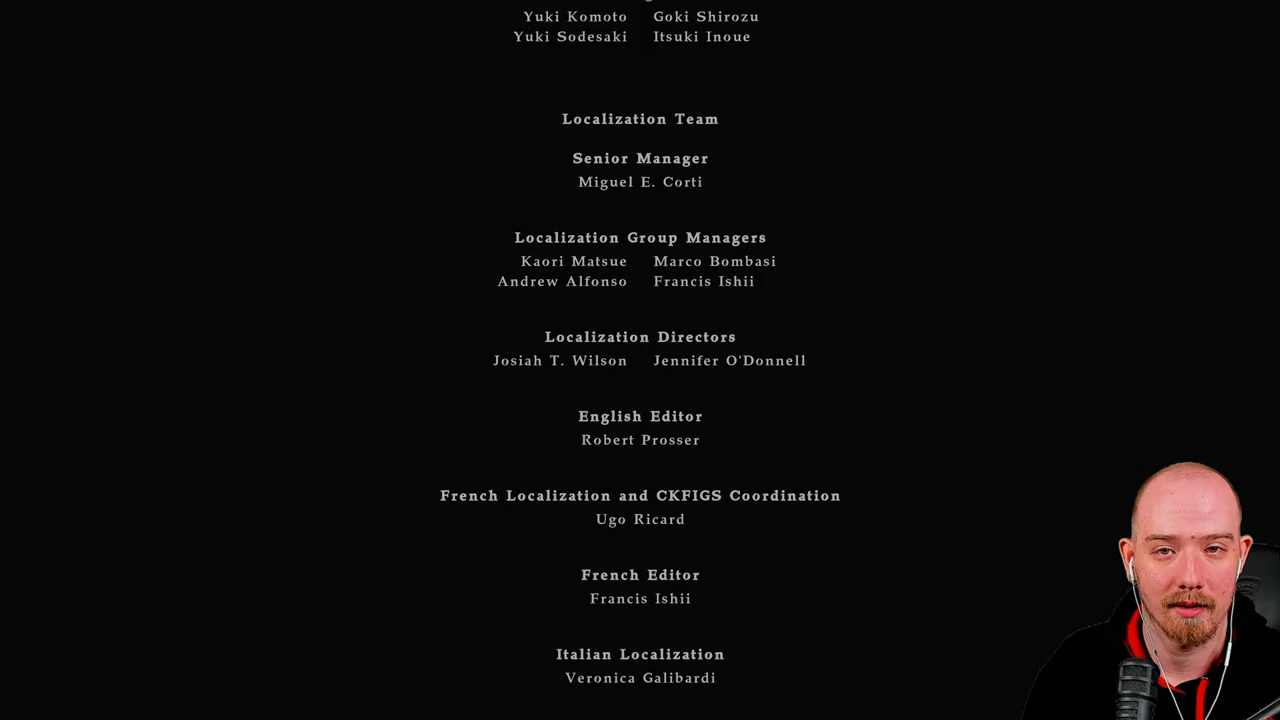 Yuki Komoto Goki Shirozu
Yuki Sodesaki Itsuki Inoue
Localization Team
Senior Manager
Miguel E. Corti
Localization Group Managers
Kaori Matsue Marco Bombasi
Andrew Alfonso Francis Ishii
Localization Directors
Josiah T. Wilson Jennifer O'Donnell
English Editor
Robert Prosser
French Localization and CKFIGS Coordination
Ugo Ricard
French Editor
Francis Ishii
Italian Localization
Veronica Galibardi